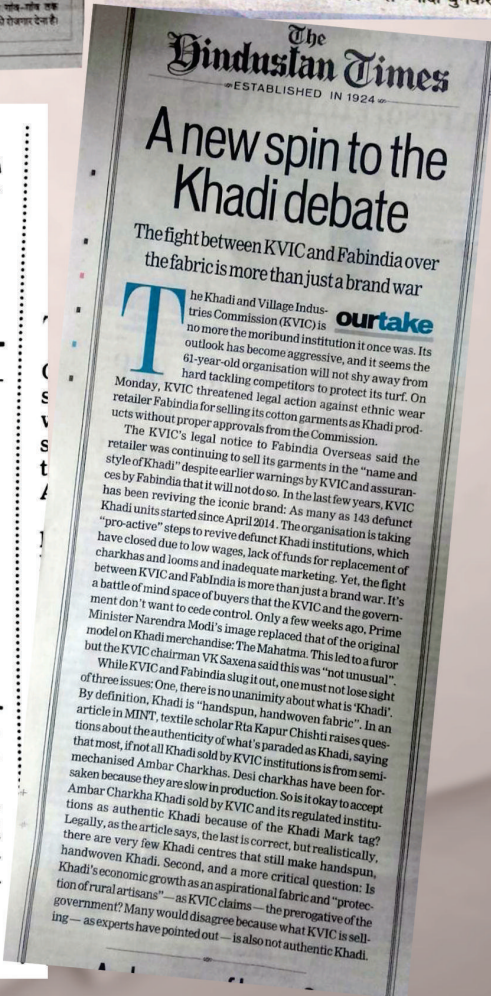 गांव-गांव तक
रोजगार देना है।
The
Hindustan Times
ESTABLISHED IN 1924
A new spin to the
Khadi debate
The fight between KVIC and Fabindia over
the fabric is more than just a brand war
ourtake
The Khadi and Village Indus-
tries Commission (KVIC) is
no more the moribund institution it once was. Its
outlook has become aggressive, and it seems the
61-year-old organisation will not shy away from
hard tackling competitors to protect its turf. On
Monday, KVIC threatened legal action against ethnic wear
retailer Fabindia for selling its cotton garments as Khadi prod-
ucts without proper approvals from the Commission.
The KVIC's legal notice to Fabindia Overseas said the
retailer was continuing to sell its garments in the "name and
style of Khadi" despite earlier warnings by KVIC and assuran-
ces by Fabindia that it will not do so. In the last few years, KVIC
has been reviving the iconic brand: As many as 143 defunct
Khadi units started since April 2014. The organisation is taking
"pro-active" steps to revive defunct Khadi institutions, which
have closed due to low wages, lack of funds for replacement of
charkhas and looms and inadequate marketing. Yet, the fight
between KVIC and FabIndia is more than just a brand war. It's
a battle of mind space of buyers that the KVIC and the govern-
ment don't want to cede control. Only a few weeks ago, Prime
Minister Narendra Modi's image replaced that of the original
model on Khadi merchandise: The Mahatma. This led to a furor
but the KVIC chairman VK Saxena said this was "not unusual".
While KVIC and Fabindia slug it out, one must not lose sight
of three issues: One, there is no unanimity about what is 'Khadi'.
By definition, Khadi is "handspun, handwoven fabric". In an
article in MINT, textile scholar Rta Kapur Chishti raises ques-
tions about the authenticity of what's paraded as Khadi, saying
that most, if not all Khadi sold by KVIC institutions is from semi-
mechanised Ambar Charkhas. Desi charkhas have been for-
saken because they are slow in production. So is it okay to accept
Ambar Charkha Khadi sold by KVIC and its regulated institu-
tions as authentic Khadi because of the Khadi Mark tag?
Legally, as the article says, the last is correct, but realistically,
there are very few Khadi centres that still make handspun,
handwoven Khadi. Second, and a more critical question: Is
Khadi's economic growth as an aspirational fabric and "protec-
tion of rural artisans" — as KVIC claims — the prerogative of the
government? Many would disagree because what KVIC is sell-
ing — as experts have pointed out — is also not authentic Khadi.